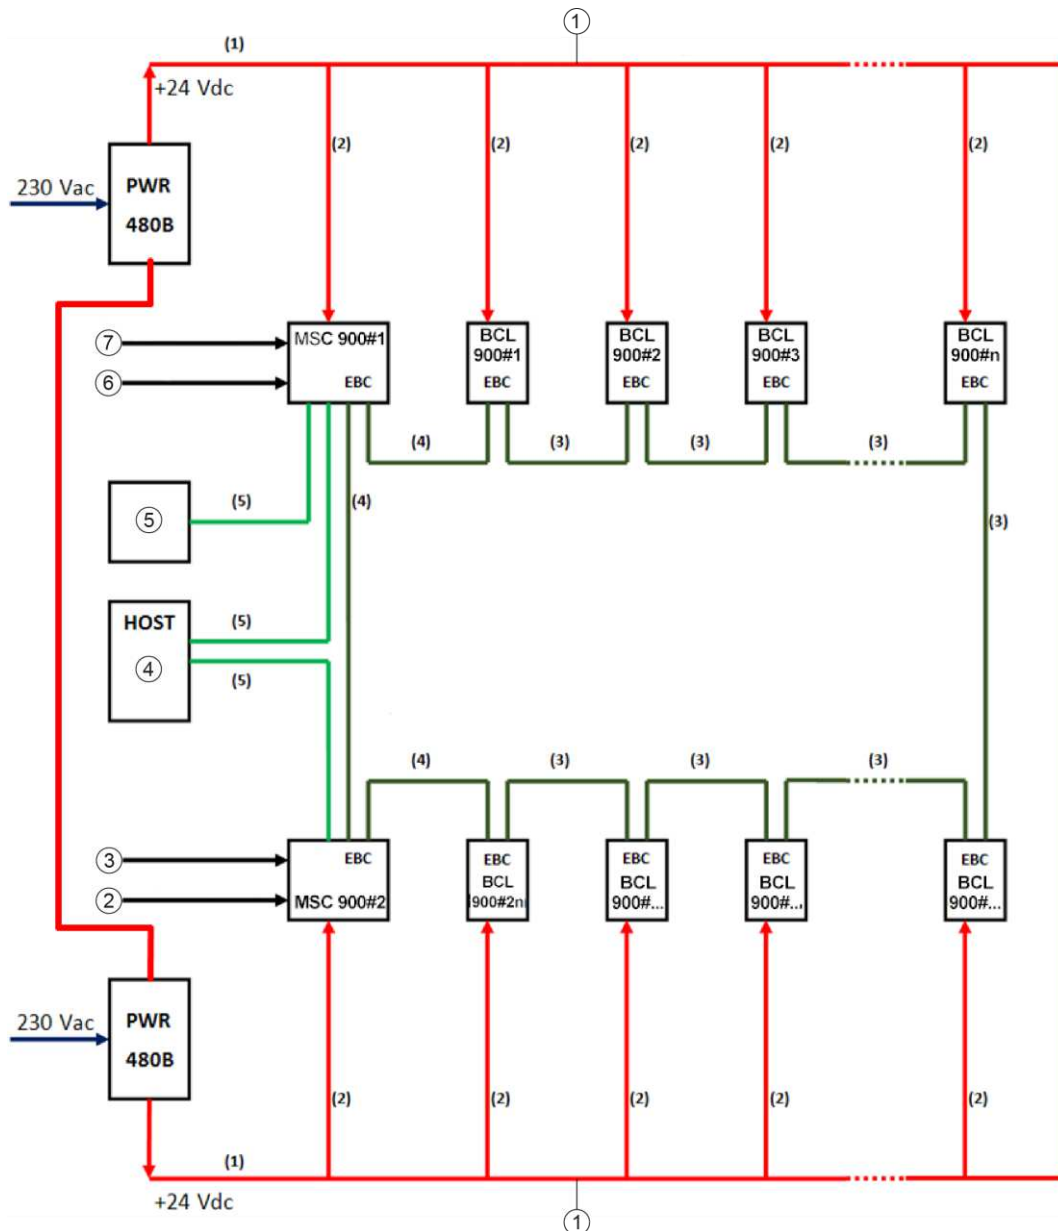 ①
(1)
+24 Vdc
(2) (2) (2) (2) (2)
230 Vac
PWR
480B
⑦
⑥
MSC 900#1
EBC
BCL
900#1
EBC
BCL
900#2
EBC
BCL
900#3
EBC
BCL
900#n
EBC
(4) (3) (3) (3)
(5)
(4)
(3)
⑤
HOST
④
(5)
(5)
(4) (3) (3) (3)
③
②
EBC
MSC 900#2
EBC
BCL
900#2n
EBC
BCL
900#...
EBC
BCL
900#...
EBC
BCL
900#...
230 Vac
PWR
480B
(2) (2) (2) (2) (2)
(1)
+24 Vdc
①